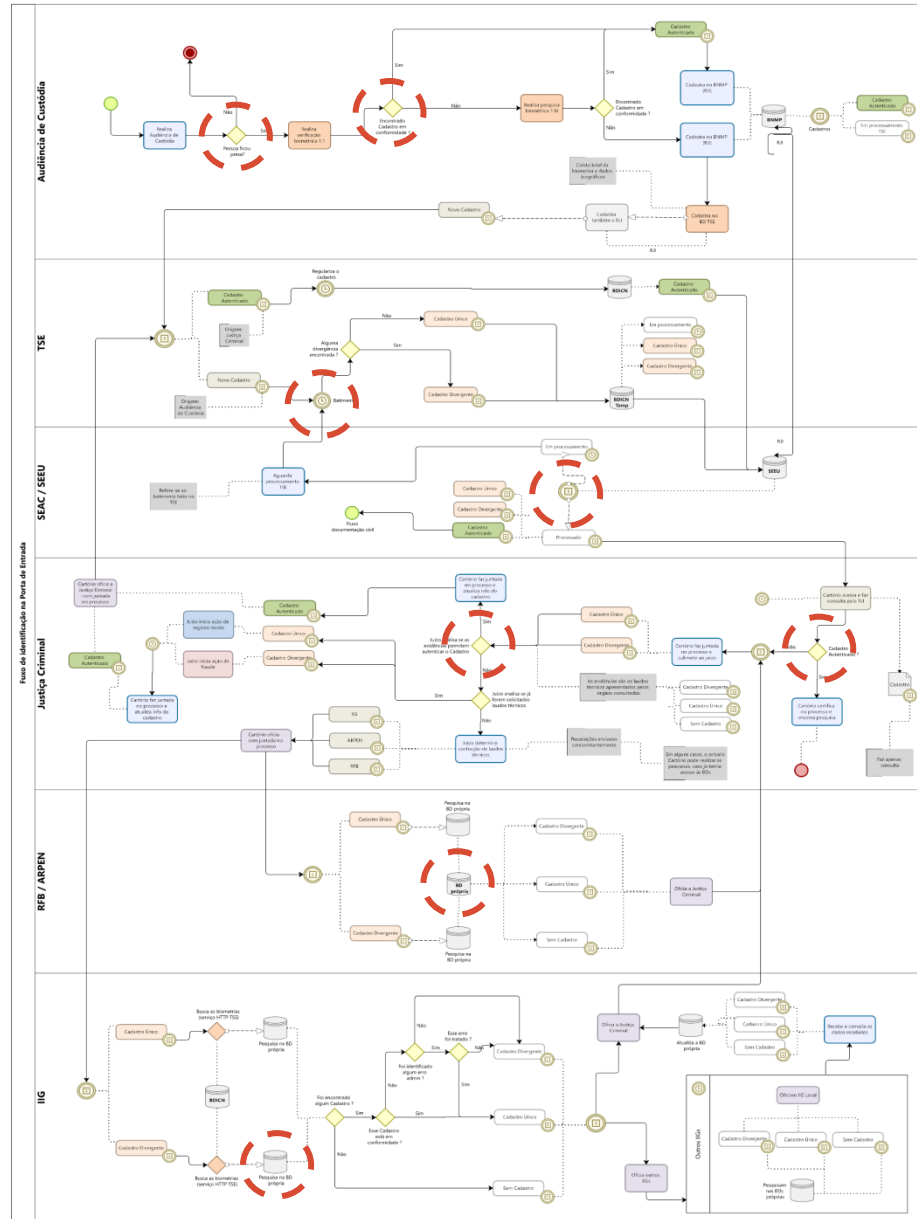 Fuxo de Identificação na Porta de Entrada
Audiência de Custódia
Realiza
Audiência de
Custódia
Pessoa ficou
presa?
Não
Sim
Realiza
verificação
biométrica 1:1
Encontrado
Cadastro em
conformidade ?
Sim
Não
Realiza pesquisa
biométrica 1:N
Encontrado
Cadastro em
conformidade ?
Sim
Não
Cadastro
Autenticado
Cadastra no BNMP
(RJI)
Cadastra no BNMP
(RJI)
BNMP
RJI
Cadastros
Cadastro
Autenticado
Em processamento
TSE
Coleta total da
biometria e dados
biográficos
Cadastra no
BD TSE
Cadastra
também o RJI
RJI
Novo Cadastro
TSE
Cadastro
Autenticado
Origem:
Justiça
Criminal
Regulariza o
cadastro
BDICN
Cadastro
Autenticado
Novo Cadastro
Origem:
Audiência
de Custódia
Batimento
Alguma
divergência
encontrada ?
Não
Sim
Cadastro Único
Cadastro Divergente
BDICN
Temp
Em processamento
Cadastro Único
Cadastro Divergente
SEAC / SEEU
Refere-se ao
batimento feito no
TSE
Aguarda
processamento
TSE
Em processamento
Cadastro Único
Cadastro Divergente
Cadastro
Autenticado
Fluxo
documentação civil
Processado
RJI
SEEU
Justiça Criminal
Cartório oficia a
Justiça Eleitoral
com juntada
no processo
Cadastro
Autenticado
Cadastro
Autenticado
Juízo inicia ação de
registro tardio
Juízo inicia ação de
fraude
Cadastro Único
Cadastro Divergente
Cartório faz juntada
no processo e
atualiza info do
cadastro
Cartório faz juntada
no processo e
atualiza info do
cadastro
Sim
Juízo analisa se as
evidências permitem
autenticar o Cadastro
Não
Juízo analisa se já
foram solicitados
laudos técnicos
Sim
Não
Juízo determina
confecção de laudos
técnicos
Requisições enviadas
concomitantemente
As evidências são os laudos
técnicos apresentados pelos
órgãos consultados
Cadastro Único
Cadastro Divergente
Cartório faz juntada
no processo e
submete ao juízo
Cadastro Divergente
Cadastro Único
Sem Cadastro
Em alguns casos, o próprio
Cartório pode realizar as
pesquisas, caso já tenha
acesso às BDs
Cartório acessa e faz
consulta pelo RJI
Cadastro
Autenticado ?
Não
Sim
Cartório certifica
no processo e
encerra pesquisa
Cadastro
Faz apenas
consulta
Cartório oficia
com juntada no
processo
IIG
ARPEN
RFB
RFB / ARPEN
Cadastro Único
Cadastro Divergente
Pesquisa na
BD própria
BD
própria
Pesquisa na
BD própria
Cadastro Divergente
Cadastro Único
Sem Cadastro
Oficia a Justiça
Criminal
IIG
Cadastro Único
Cadastro Divergente
Busca as biometrias
(serviço HTTP TSE)
BDICN
Busca as biometrias
(serviço HTTP TSE)
Pesquisa na BD
própria
Pesquisa na BD
própria
Foi encontrado
algum Cadastro ?
Sim
Não
Esse Cadastro
está em
conformidade ?
Não
Sim
Foi identificado
algum erro
admin ?
Não
Sim
Esse erro
foi tratado ?
Não
Sim
Cadastro Divergente
Cadastro Único
Sem Cadastro
Oficia a Justiça
Criminal
Oficia outros
IIGs
Atualiza a BD
própria
Cadastro Divergente
Cadastro Único
Sem Cadastro
Recebe e compila os
dados recebidos
Outros IIGs
Oficiam IIG Local
Cadastro Divergente
Cadastro Único
Sem Cadastro
Pesquisam
nas BDs
próprias